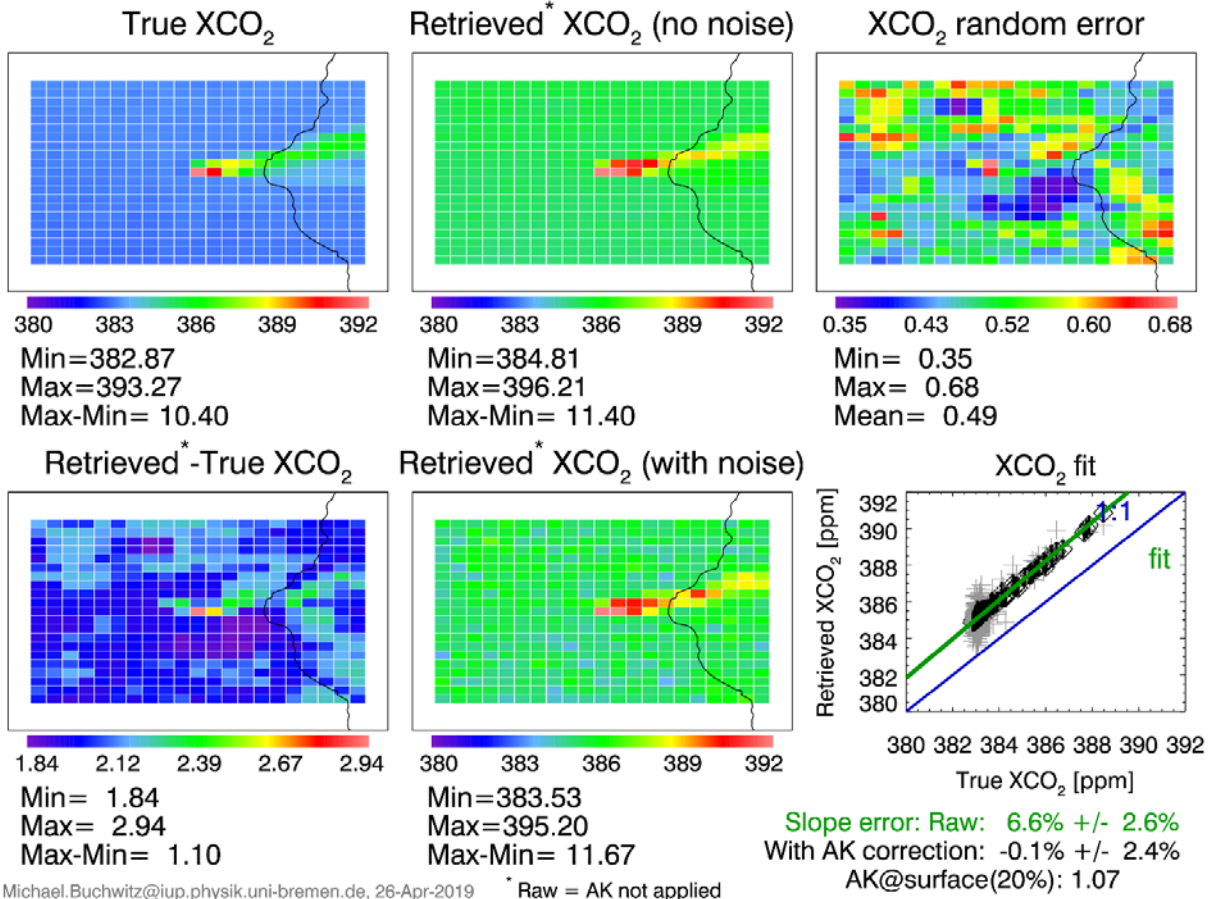 True XCO2
380 383 386 389 392
Min=382.87
Max=393.27
Max-Min= 10.40
Retrieved* XCO2 (no noise)
380 383 386 389 392
Min=384.81
Max=396.21
Max-Min= 11.40
XCO2 random error
0.35 0.43 0.52 0.60 0.68
Min= 0.35
Max= 0.68
Mean= 0.49
Retrieved*-True XCO2
1.84 2.12 2.39 2.67 2.94
Min= 1.84
Max= 2.94
Max-Min= 1.10
Retrieved* XCO2 (with noise)
380 383 386 389 392
Min=383.53
Max=395.20
Max-Min= 11.67
XCO2 fit
Retrieved XCO2 [ppm]
392
390
388
386
384
382
380
1:1
fit
380 382 384 386 388 390 392
True XCO2 [ppm]
Slope error: Raw: 6.6% +/- 2.6%
With AK correction: -0.1% +/- 2.4%
AK@surface(20%): 1.07
Michael.Buchwitz@iup.physik.uni-bremen.de, 26-Apr-2019
* Raw = AK not applied